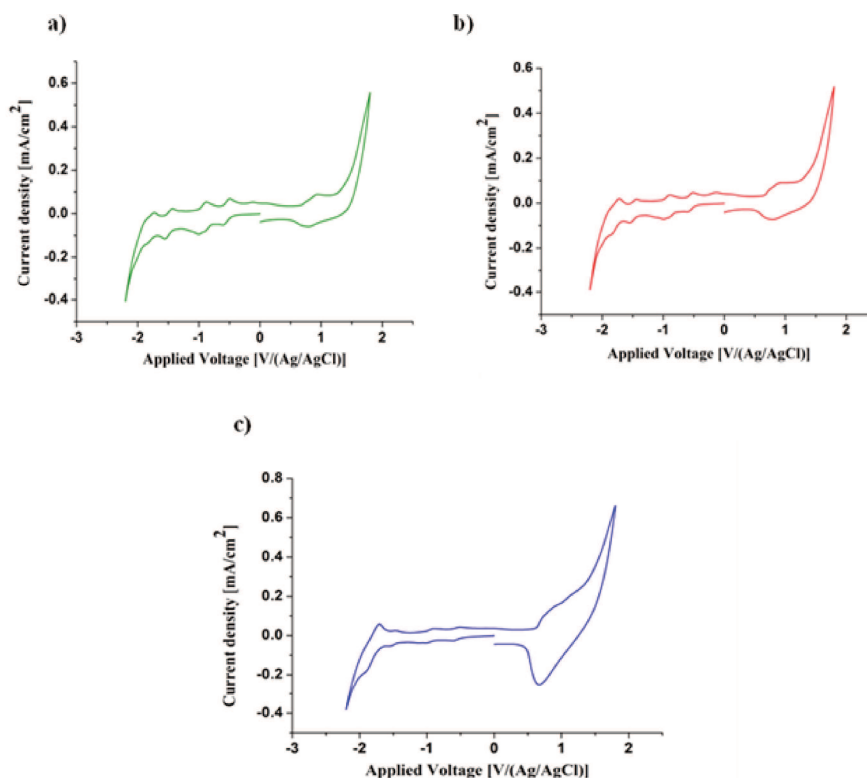 a)
Current density [mA/cm2]
0.6
0.4
0.2
0.0
-0.2
-0.4
-3 -2 -1 0 1 2
Applied Voltage [V/(Ag/AgCl)]
b)
Current density [mA/cm2]
0.6
0.4
0.2
0.0
-0.2
-0.4
-3 -2 -1 0 1 2
Applied Voltage [V/(Ag/AgCl)]
c)
Current density [mA/cm2]
0.8
0.6
0.4
0.2
0.0
-0.2
-0.4
-3 -2 -1 0 1 2
Applied Voltage [V/(Ag/AgCl)]